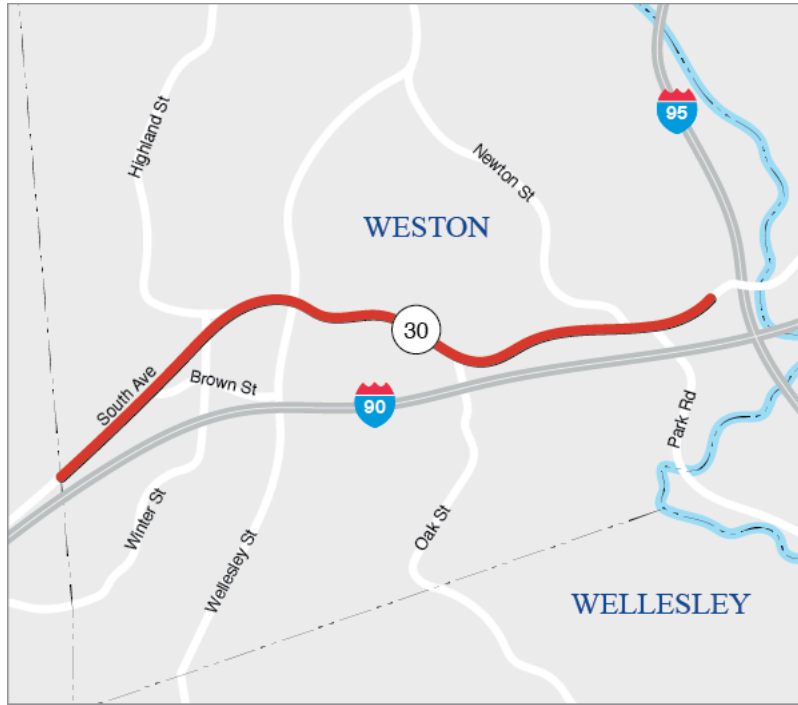 95
Highland St
Newton St
WESTON
30
South Ave
Brown St
90
Park Rd
Winter St
Oak St
Wellesley St
WELLESLEY